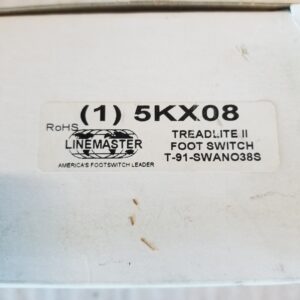 (1) 5KX08
RoHS
LINEMASTER
AMERICA'S FOOTSWITCH LEADER
TREADLITE II
FOOT SWITCH
T-91-SWANO38S